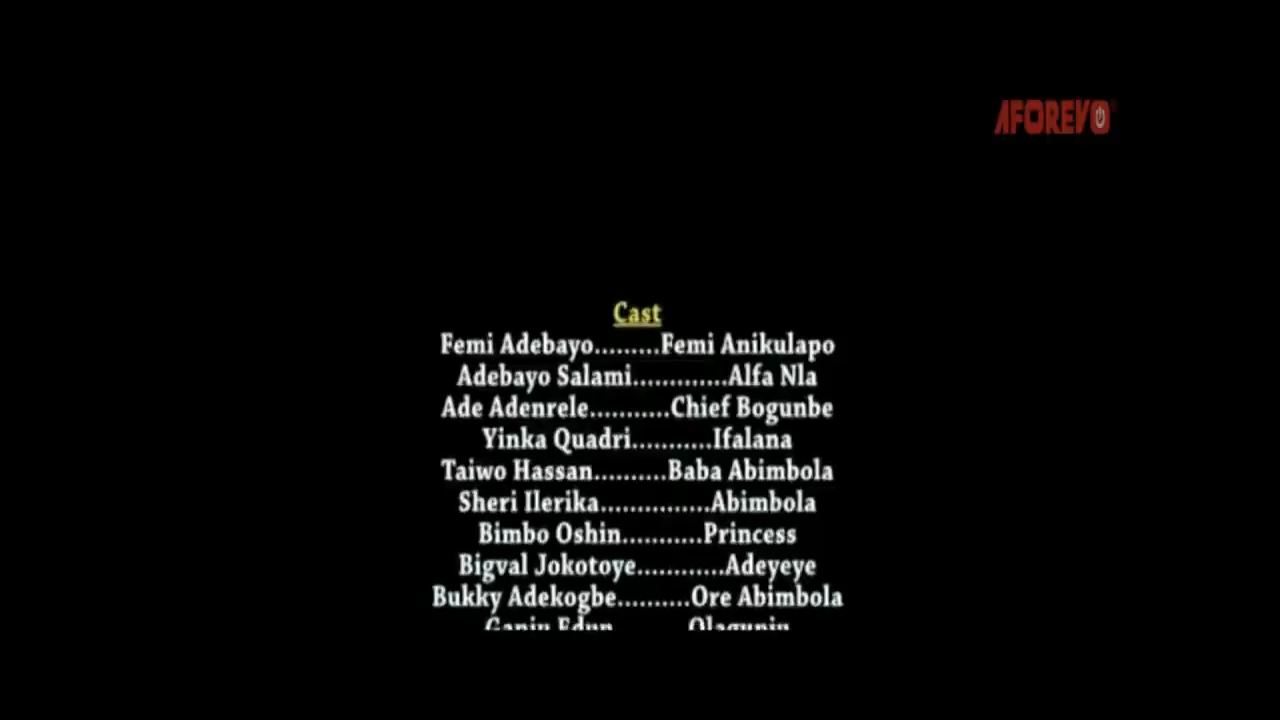 AFOREVO
Cast
Femi Adebayo.........Femi Anikulapo
Adebayo Salami.............Alfa Nla
Ade Adenrele...........Chief Bogunbe
Yinka Quadri...........Ifalana
Taiwo Hassan..........Baba Abimbola
Sheri Ilerika...............Abimbola
Bimbo Oshin...........Princess
Bigval Jokotoye............Adeyeye
Bukky Adekogbe..........Ore Abimbola